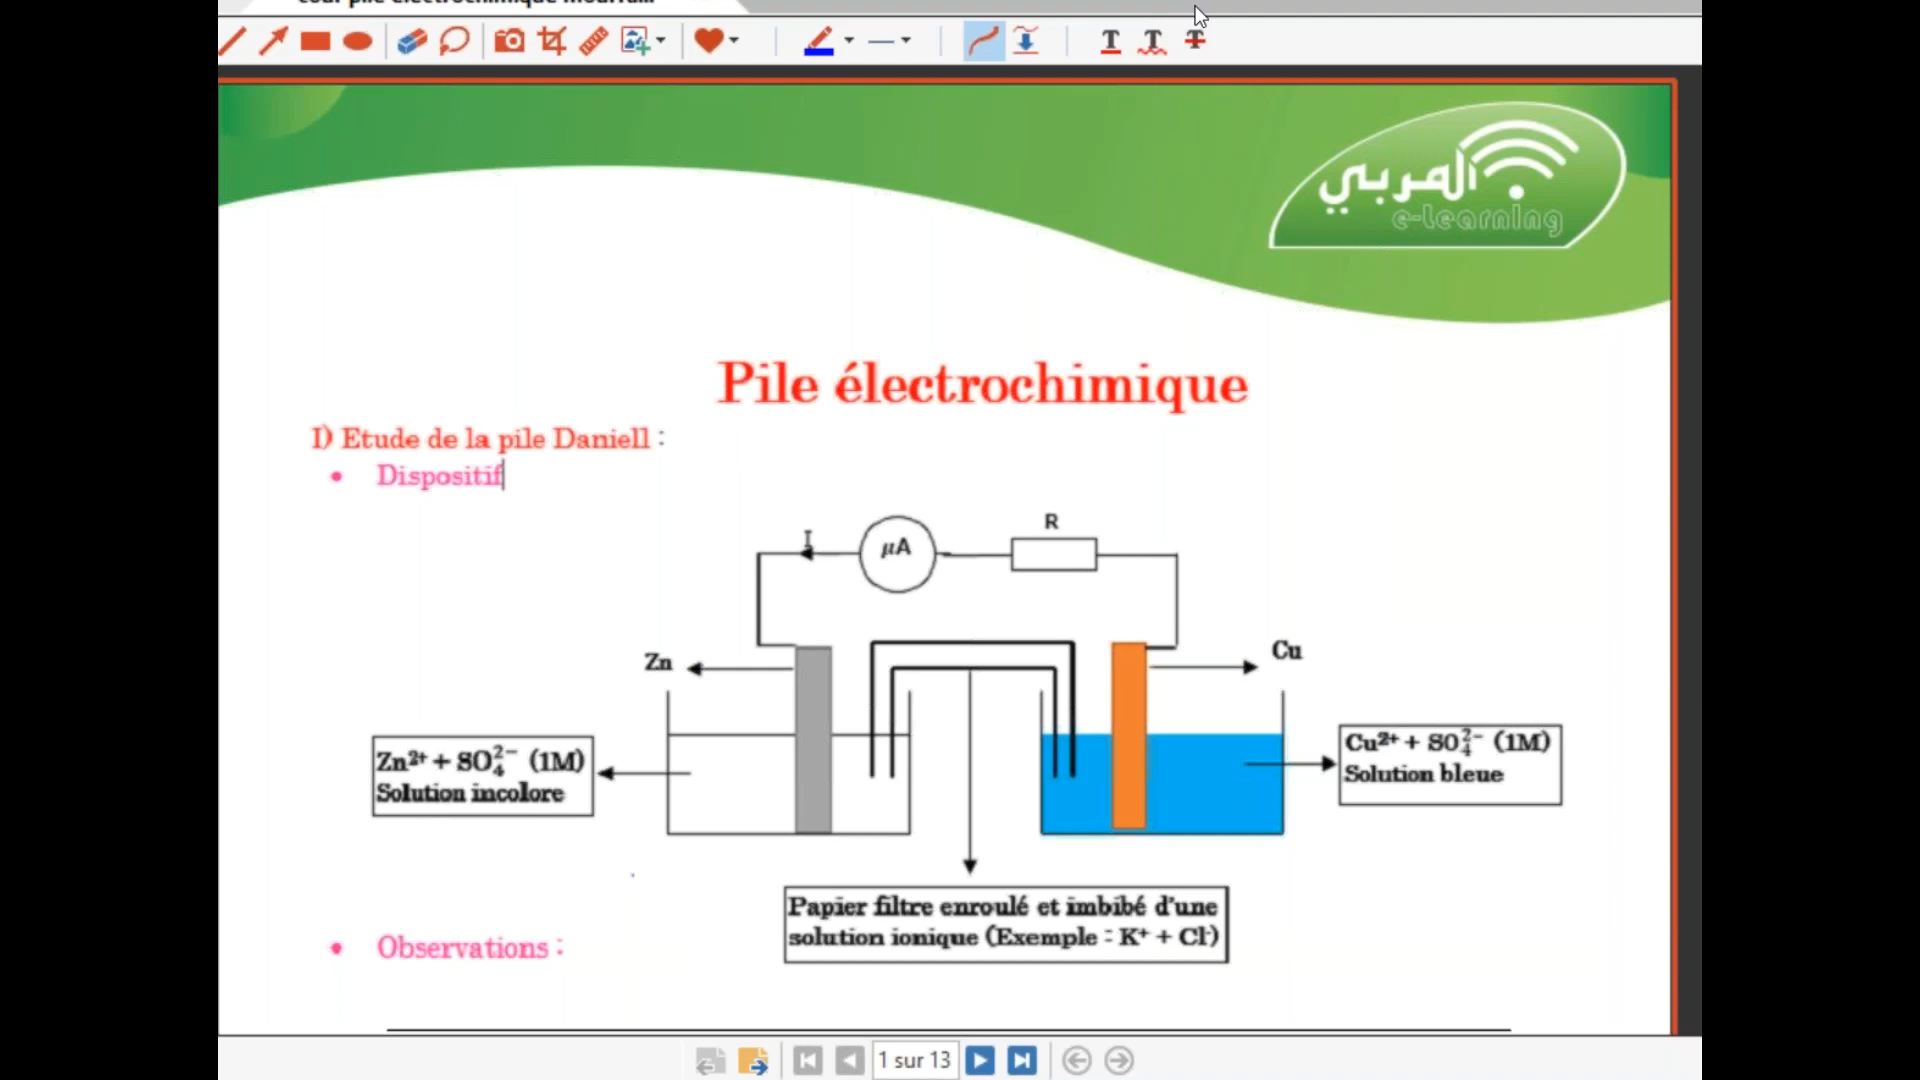 T T T
المربي
e-learning
Pile électrochimique
I) Etude de la pile Daniell :
• Dispositif
I
µA
R
Zn
Cu
Zn²⁺ + SO₄²⁻ (1M)
Solution incolore
Cu²⁺ + SO₄²⁻ (1M)
Solution bleue
Papier filtre enroulé et imbibé d'une
solution ionique (Exemple : K⁺ + Cl⁻)
• Observations :
1 sur 13